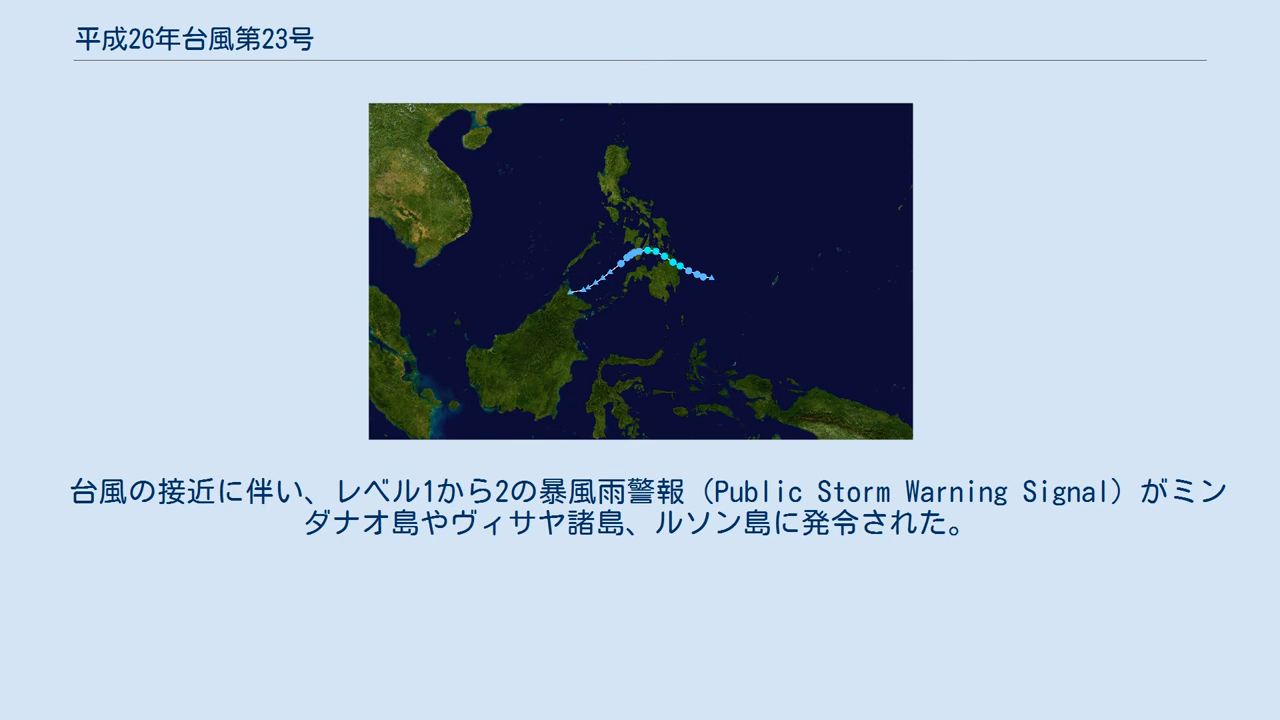 平成26年台風第23号
台風の接近に伴い、レベル1から2の暴風雨警報（Public Storm Warning Signal）がミン
ダナオ島やヴィサヤ諸島、ルソン島に発令された。